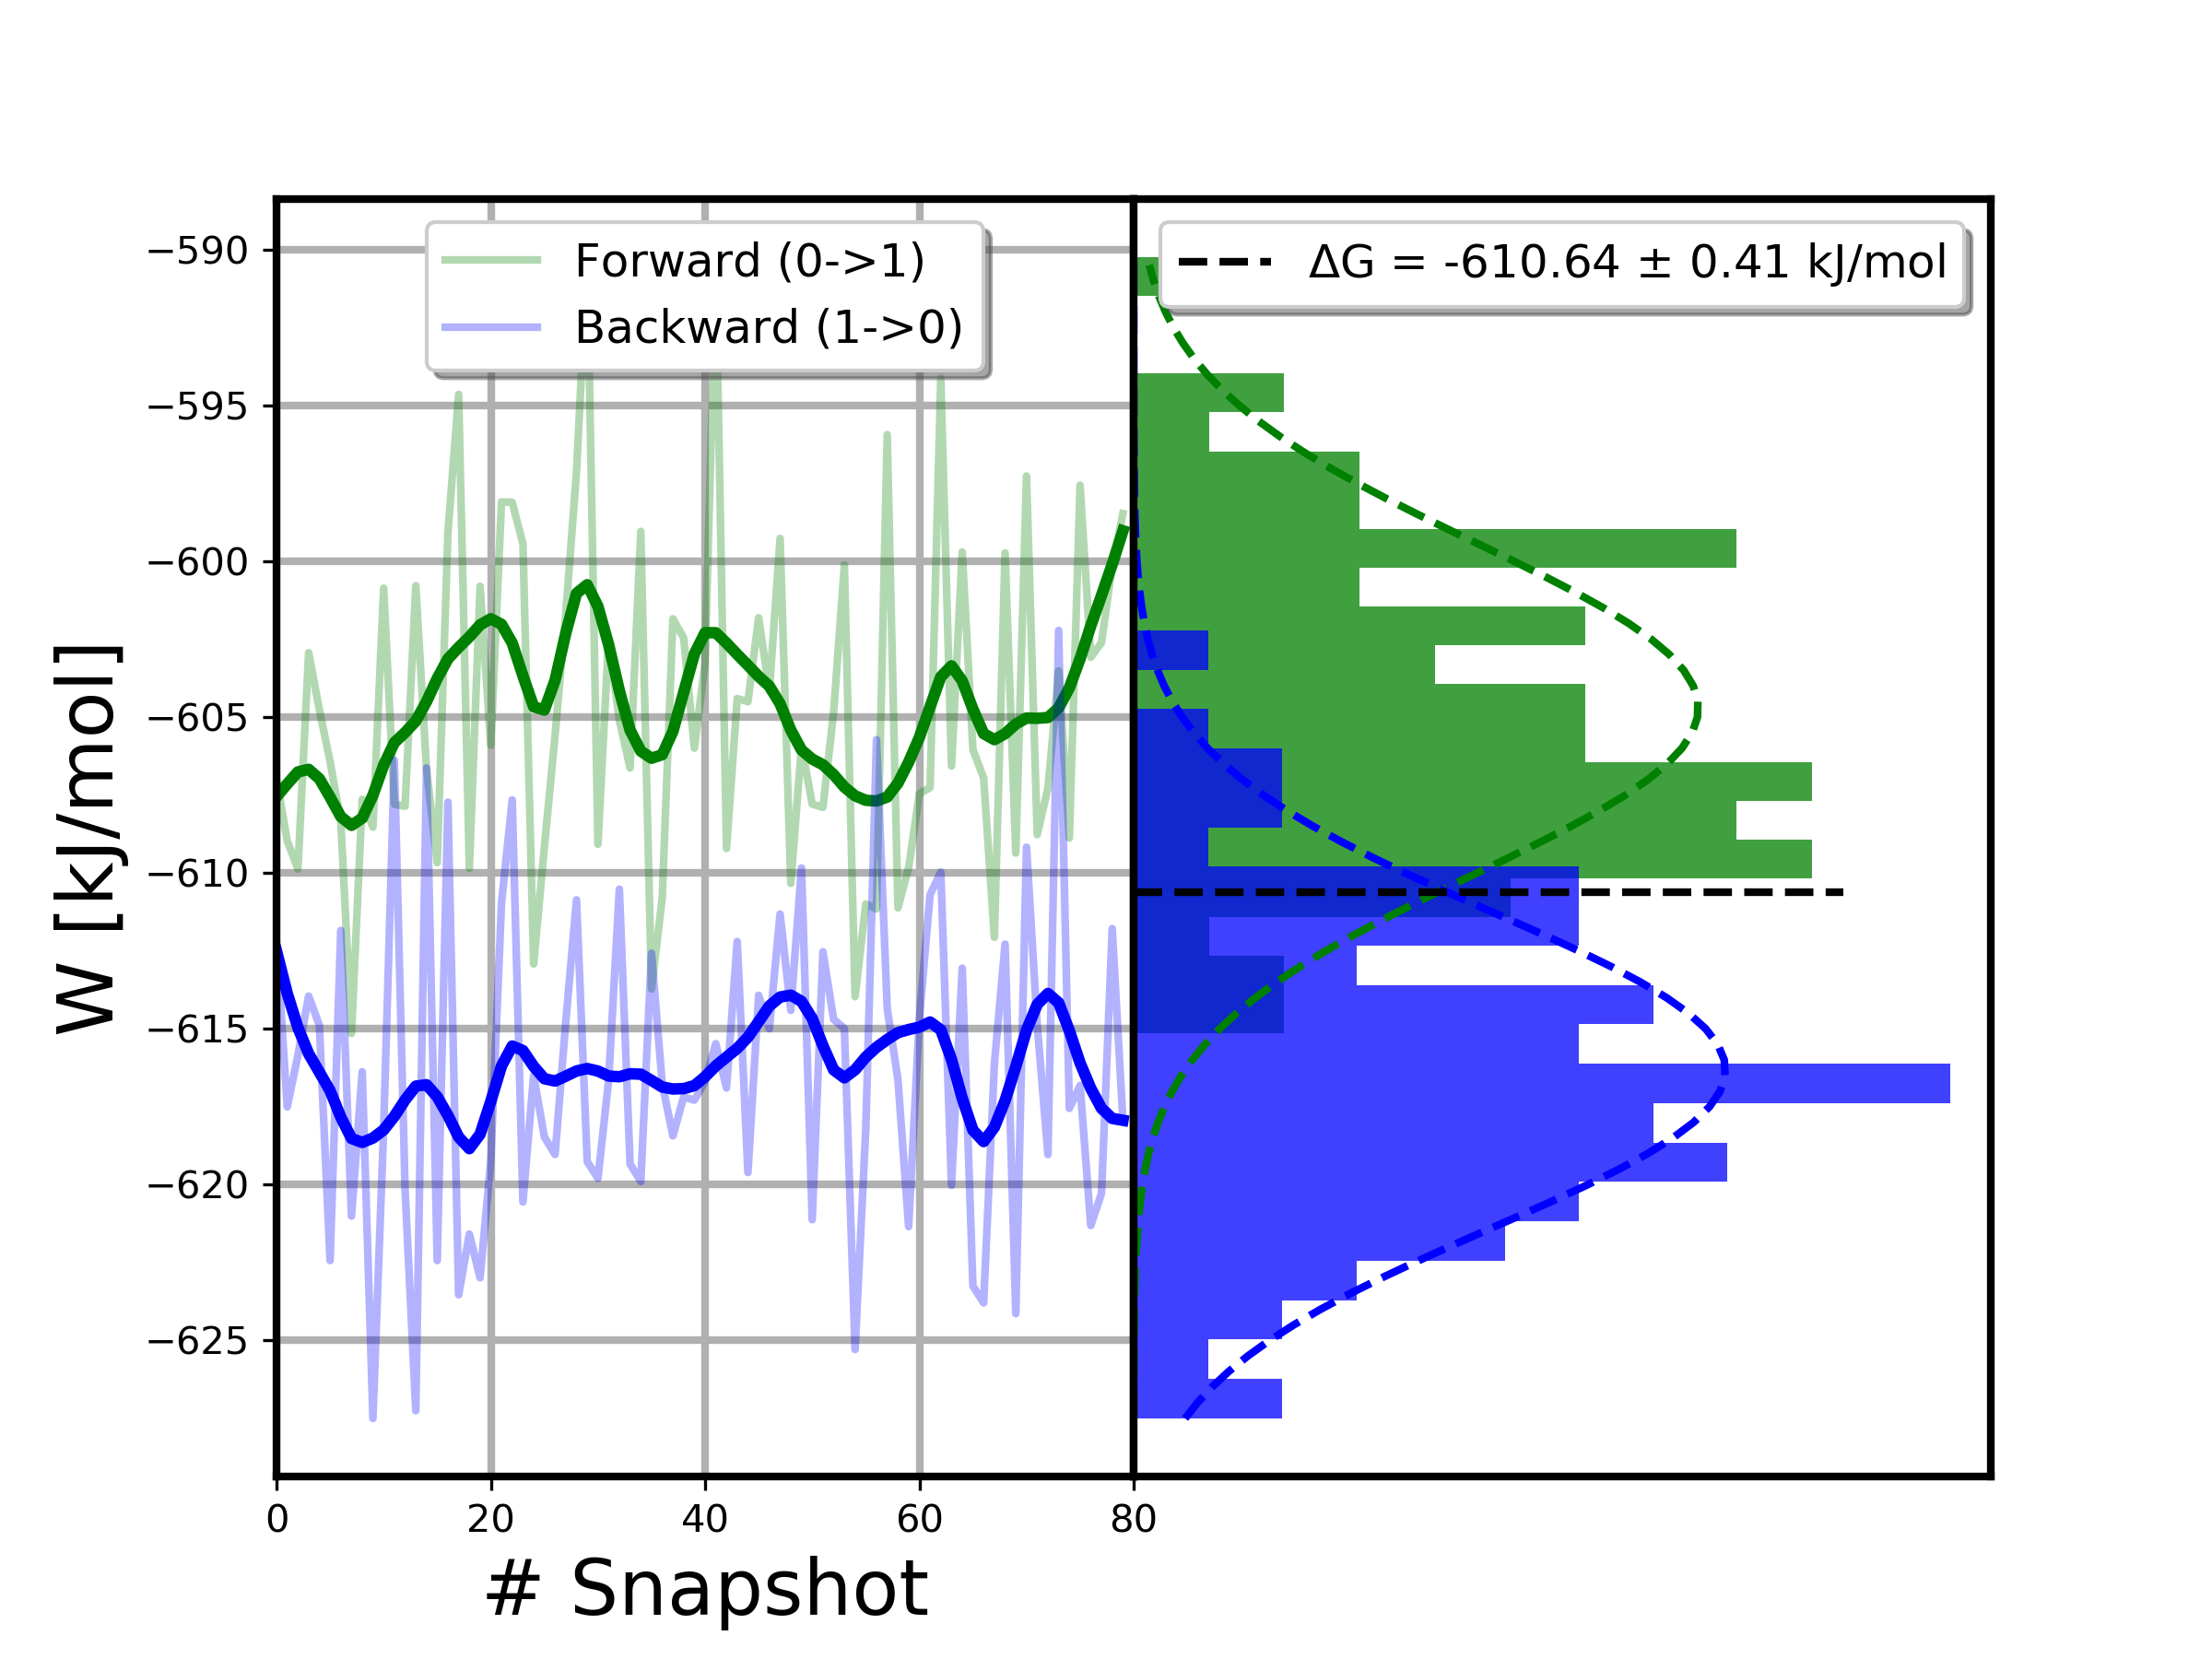 Forward (0->1)
Backward (1->0)
ΔG = -610.64 ± 0.41 kJ/mol
−590
−595
−600
−605
−610
−615
−620
−625
W [kJ/mol]
0 20 40 60 80
# Snapshot